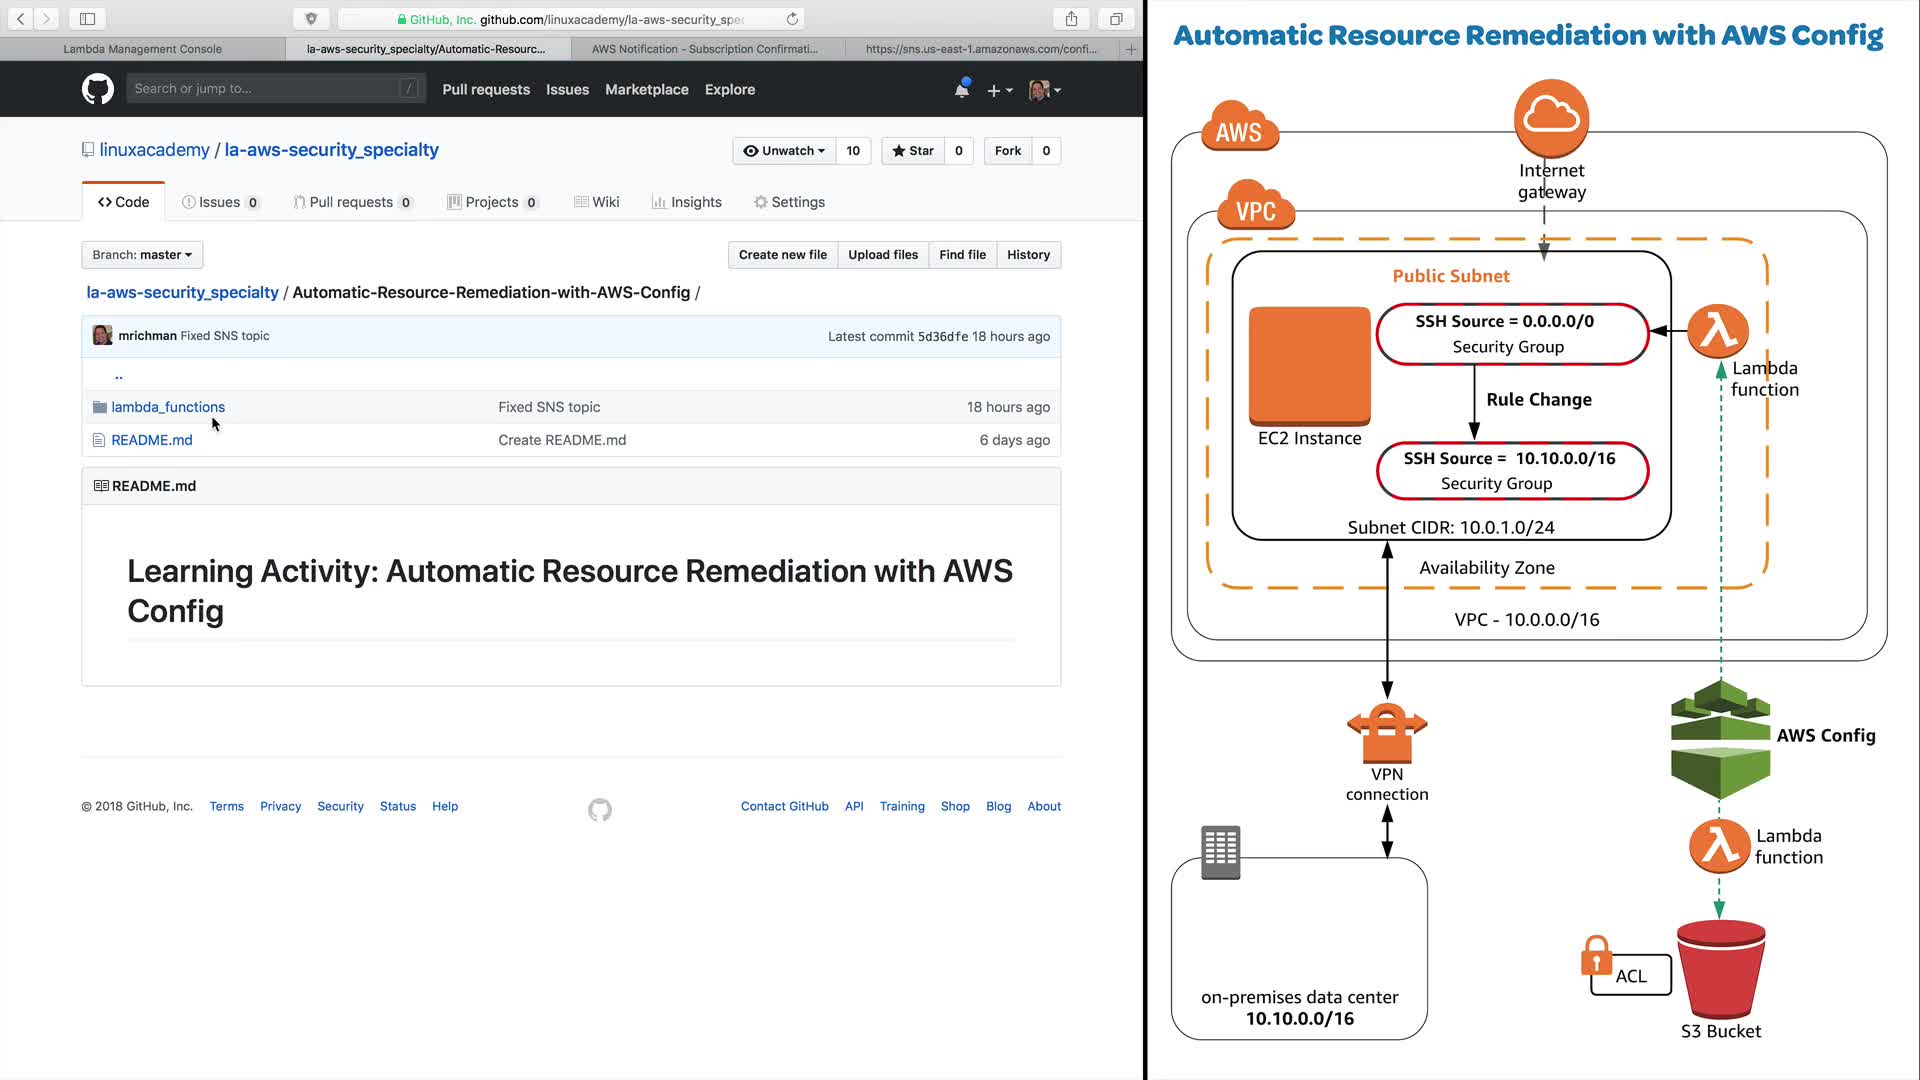 GitHub, Inc. github.com/linuxacademy/la-aws-security_spec
Lambda Management Console
la-aws-security_specialty/Automatic-Resourc...
AWS Notification - Subscription Confirmati...
https://sns.us-east-1.amazonaws.com/confi...
Search or jump to...
/
Pull requests
Issues
Marketplace
Explore
linuxacademy / la-aws-security_specialty
Unwatch 10
Star 0
Fork 0
Code
Issues 0
Pull requests 0
Projects 0
Wiki
Insights
Settings
Branch: master
Create new file
Upload files
Find file
History
la-aws-security_specialty / Automatic-Resource-Remediation-with-AWS-Config /
mrichman Fixed SNS topic
Latest commit 5d36dfe 18 hours ago
..
lambda_functions
Fixed SNS topic
18 hours ago
README.md
Create README.md
6 days ago
README.md
Learning Activity: Automatic Resource Remediation with AWS
Config
© 2018 GitHub, Inc.
Terms
Privacy
Security
Status
Help
Contact GitHub
API
Training
Shop
Blog
About
Automatic Resource Remediation with AWS Config
AWS
Internet
gateway
VPC
Public Subnet
SSH Source = 0.0.0.0/0
Security Group
Lambda
function
Rule Change
EC2 Instance
SSH Source = 10.10.0.0/16
Security Group
Subnet CIDR: 10.0.1.0/24
Availability Zone
VPC - 10.0.0.0/16
AWS Config
VPN
connection
Lambda
function
ACL
on-premises data center
10.10.0.0/16
S3 Bucket